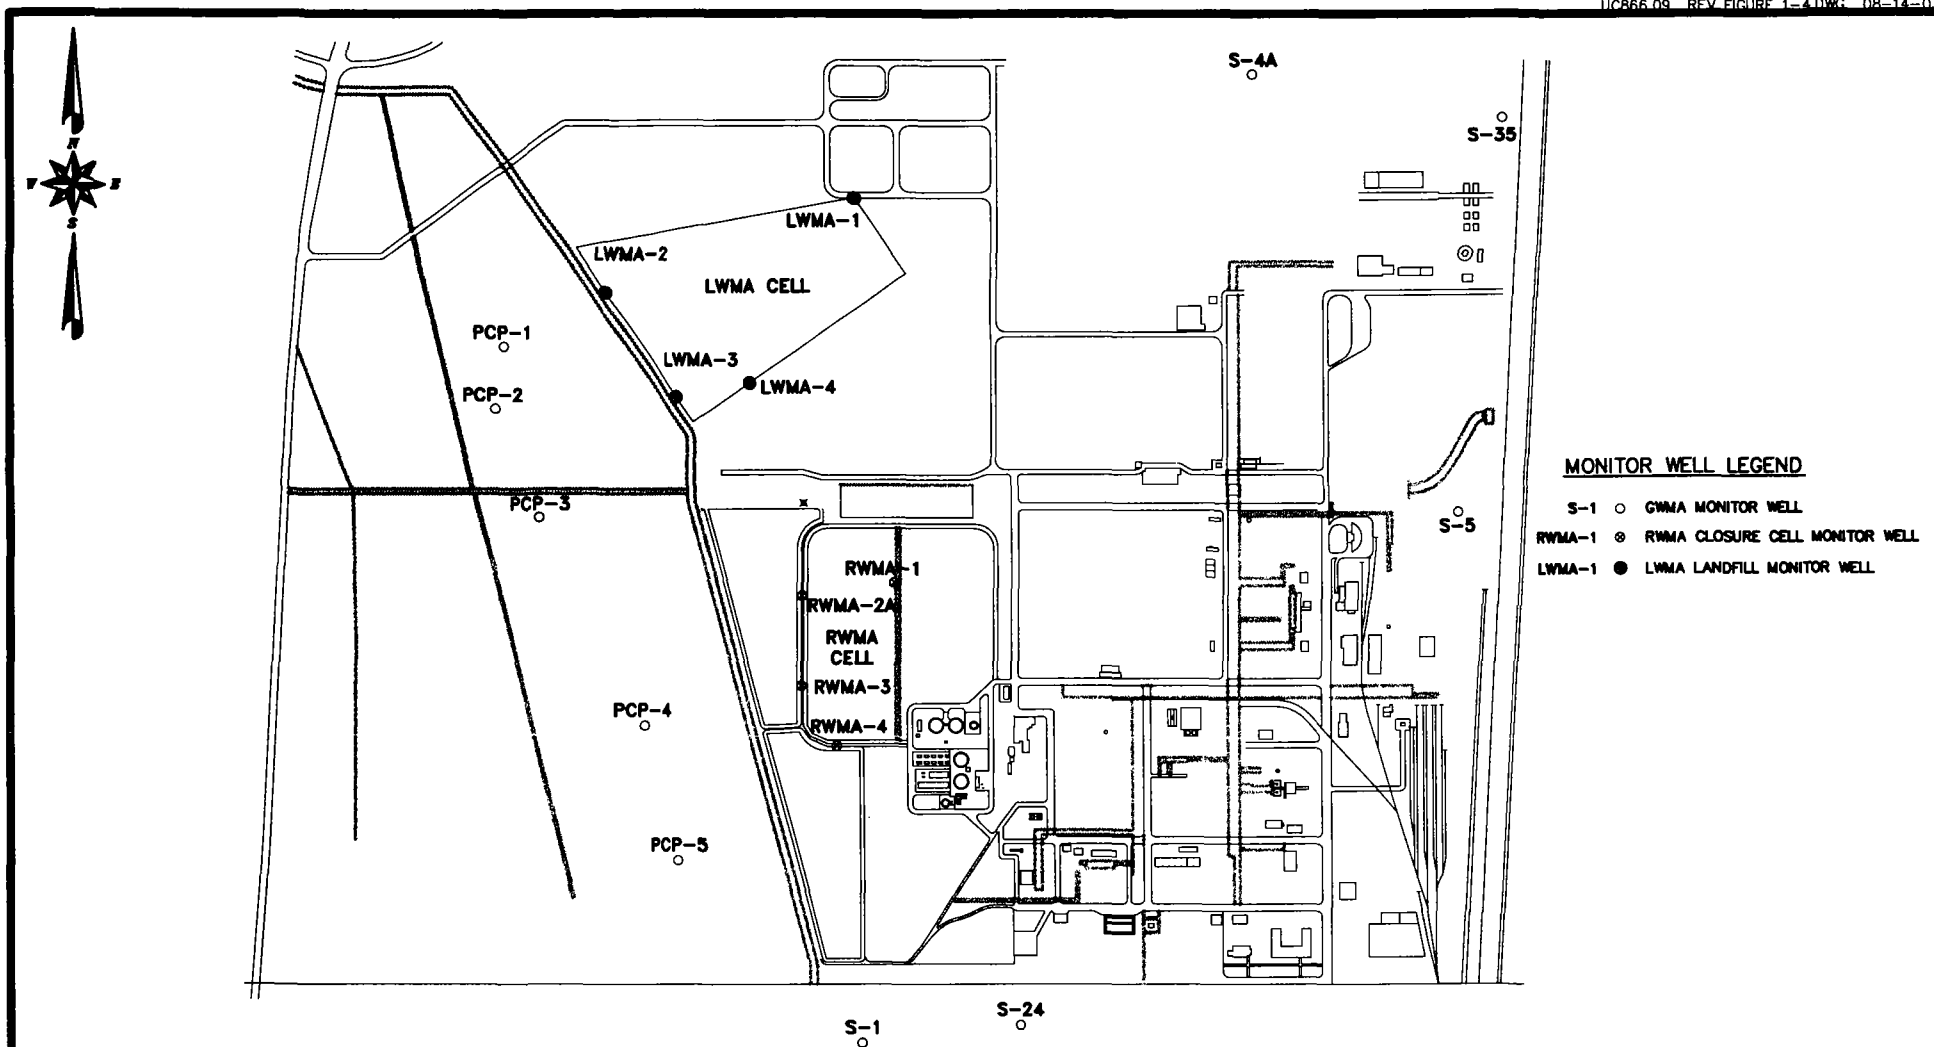 UC866.09 REV FIGURE 1-4.DWG; 08-14-0
S-4A
S-35
N
W E
S
LWMA-1
LWMA-2
LWMA CELL
PCP-1
LWMA-3
LWMA-4
PCP-2
MONITOR WELL LEGEND
PCP-3
S-5
S-1 GWMA MONITOR WELL
RWMA-1 RWMA CLOSURE CELL MONITOR WELL
LWMA-1 LWMA LANDFILL MONITOR WELL
RWMA-1
RWMA-2A
RWMA
CELL
RWMA-3
PCP-4
RWMA-4
PCP-5
S-24
S-1